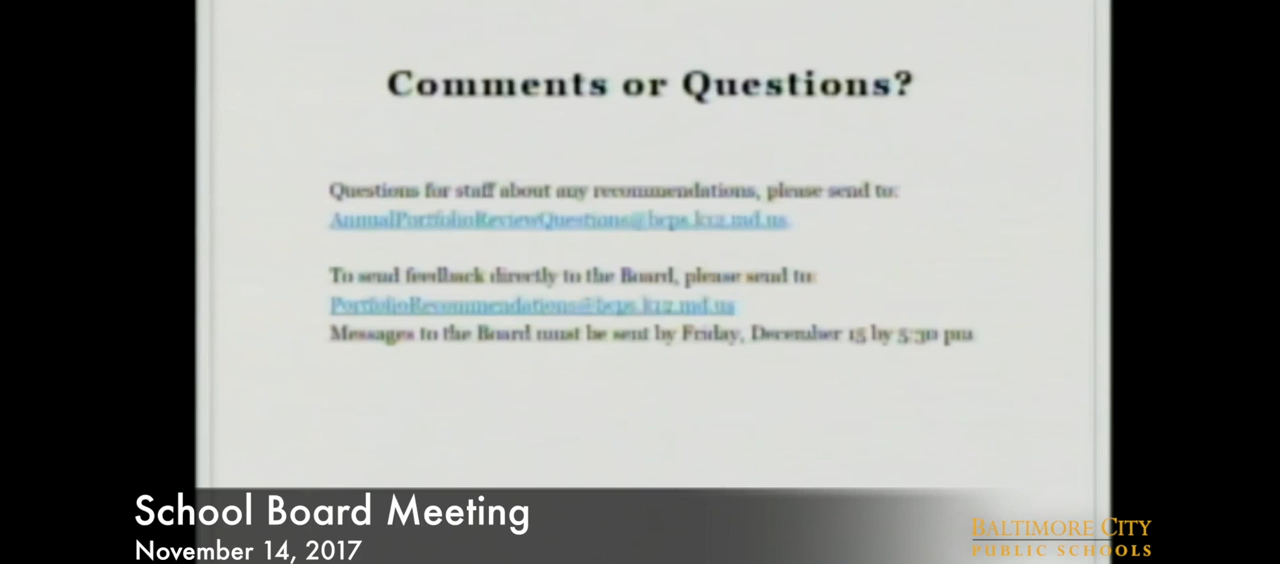 Comments or Questions?
Questions for staff about any recommendations, please send to:
AnnualPortfolioReviewQuestions@bcps.k12.md.us
To send feedback directly to the Board, please send to:
PortfolioRecommendations@bcps.k12.md.us
Messages to the Board must be sent by Friday, December 15 by 5:30 pm
School Board Meeting
November 14, 2017
BALTIMORE CITY
PUBLIC SCHOOLS